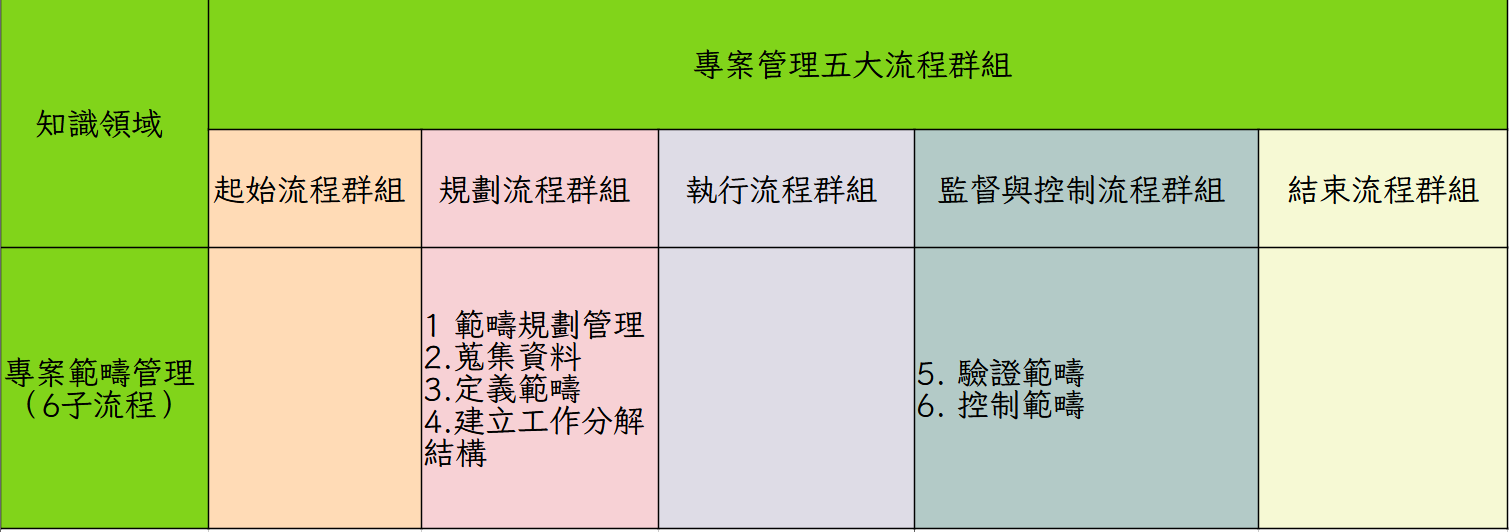 知識領域
專案管理五大流程群組
起始流程群組
規劃流程群組
執行流程群組
監督與控制流程群組
結束流程群組
專案範疇管理
（6子流程）
1 範疇規劃管理
2.蒐集資料
3.定義範疇
4.建立工作分解
結構
5. 驗證範疇
6. 控制範疇